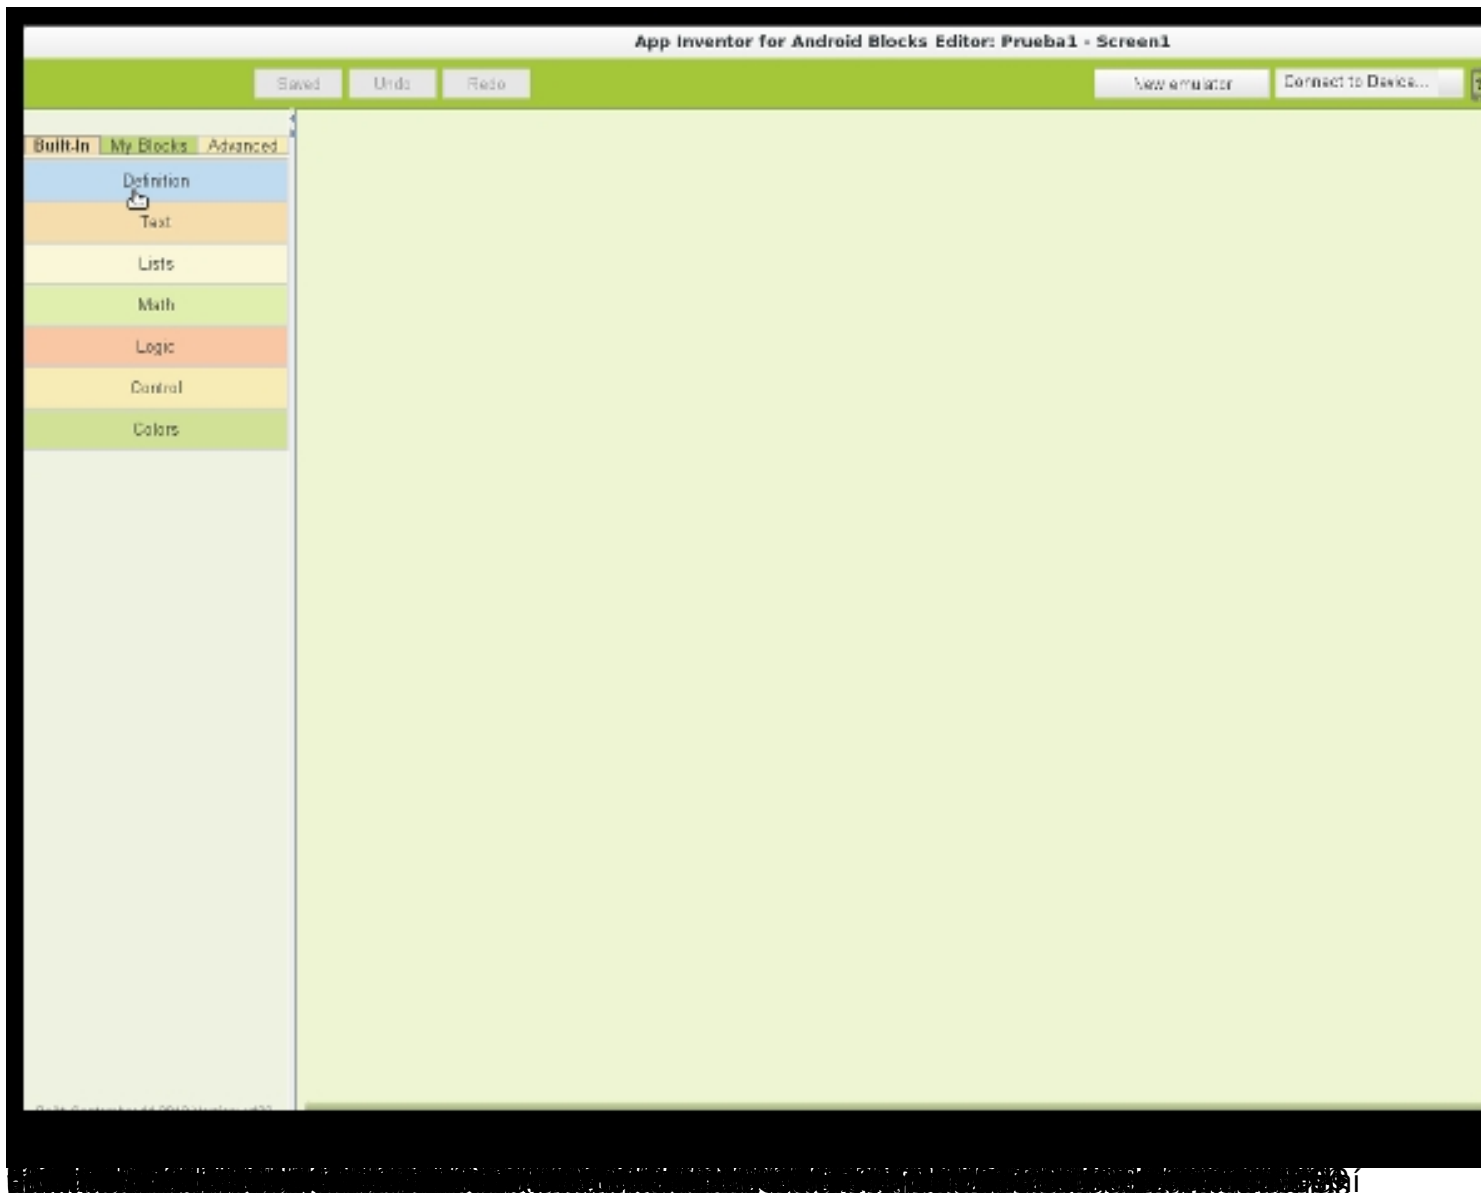 App Inventor for Android Blocks Editor: Prueba1 - Screen1
Saved Undo Redo New emulator Connect to Device...
Built-In My Blocks Advanced
Definition
Text
Lists
Math
Logic
Control
Colors